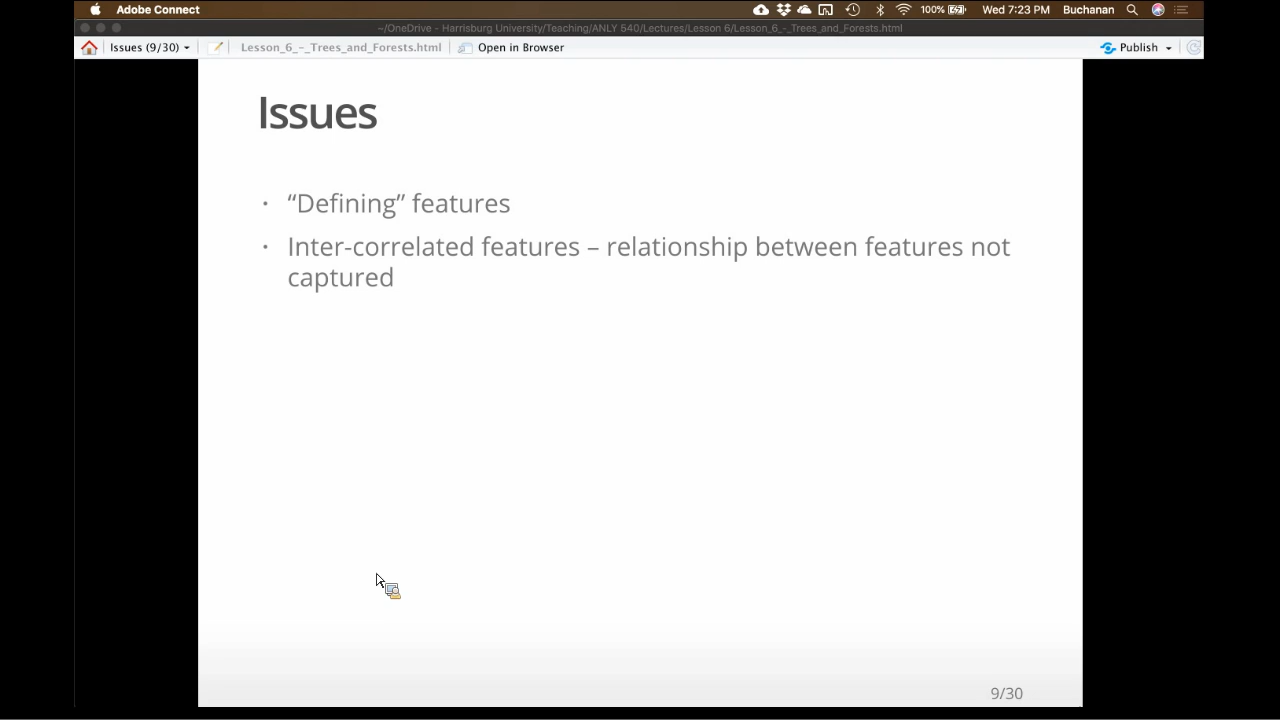 Adobe Connect
100%
Wed 7:23 PM
Buchanan
~/OneDrive - Harrisburg University/Teaching/ANLY 540/Lectures/Lesson 6/Lesson_6_-_Trees_and_Forests.html
Issues (9/30)
Lesson_6_-_Trees_and_Forests.html
Open in Browser
Publish
Issues
• “Defining” features
• Inter-correlated features – relationship between features not
captured
9/30